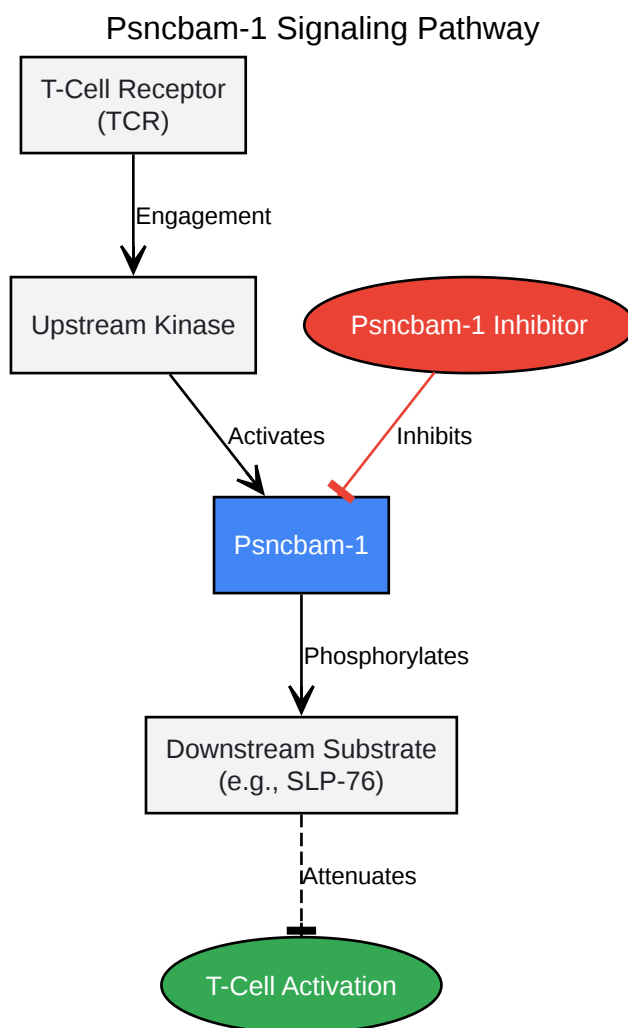 Psncbam-1 Signaling Pathway
T-Cell Receptor
(TCR)
Engagement
Upstream Kinase
Psncbam-1 Inhibitor
Activates
Inhibits
Psncbam-1
Phosphorylates
Downstream Substrate
(e.g., SLP-76)
Attenuates
T-Cell Activation